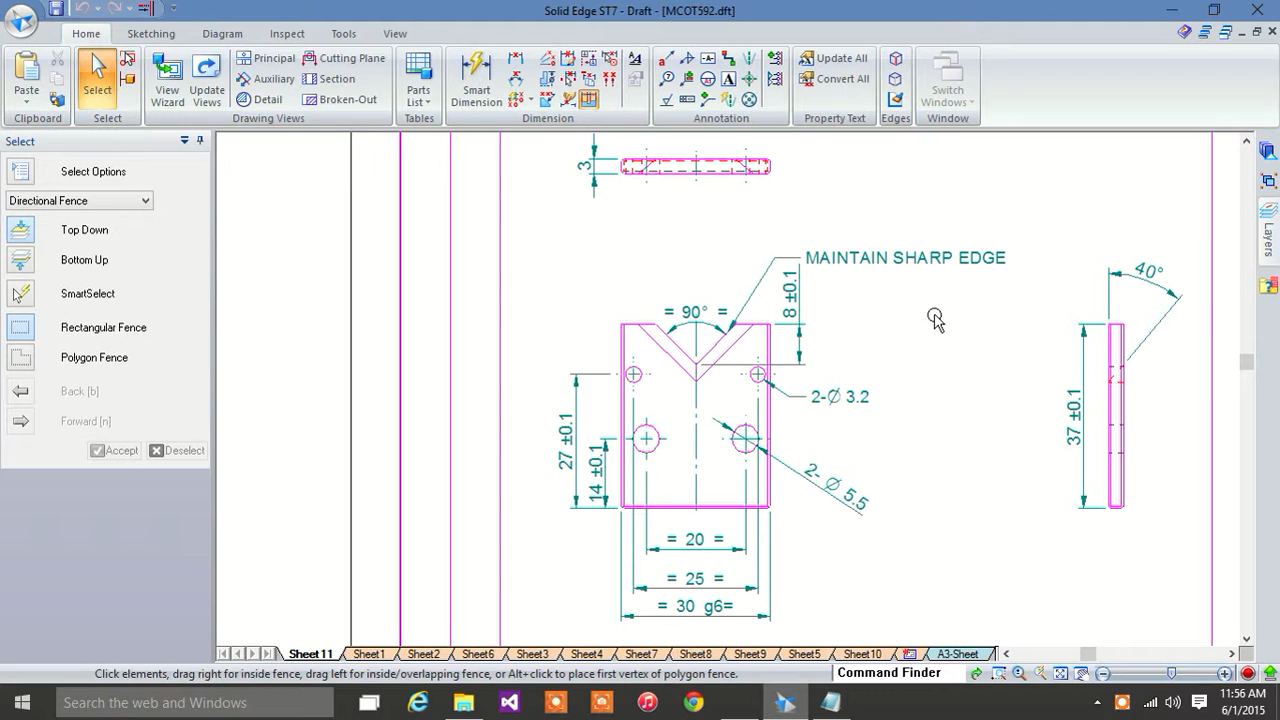 Solid Edge ST7 - Draft - [MCOT592.dft]
Home Sketching Diagram Inspect Tools View
Paste
Clipboard
Select
Select
View Wizard
Update Views
Principal
Auxiliary
Detail
Cutting Plane
Section
Broken-Out
Drawing Views
Parts List
Tables
Smart Dimension
Dimension
A
A
Annotation
Update All
Convert All
Property Text
Edges
Switch Windows
Window
Select
Select Options
Directional Fence
Top Down
Bottom Up
SmartSelect
Rectangular Fence
Polygon Fence
Back [b]
Forward [n]
Accept Deselect
Layers
3
MAINTAIN SHARP EDGE
8 ±0.1
= 90° =
40°
2-Ø 3.2
37 ±0.1
27 ±0.1
14 ±0.1
2- Ø 5.5
= 20 =
= 25 =
= 30 g6=
Sheet11 Sheet1 Sheet2 Sheet6 Sheet3 Sheet4 Sheet7 Sheet8 Sheet9 Sheet5 Sheet10 A3-Sheet
Click elements, drag right for inside fence;drag left for inside/overlapping fence, or Alt+click to place first vertex of polygon fence.
Command Finder
Search the web and Windows
11:56 AM
6/1/2015